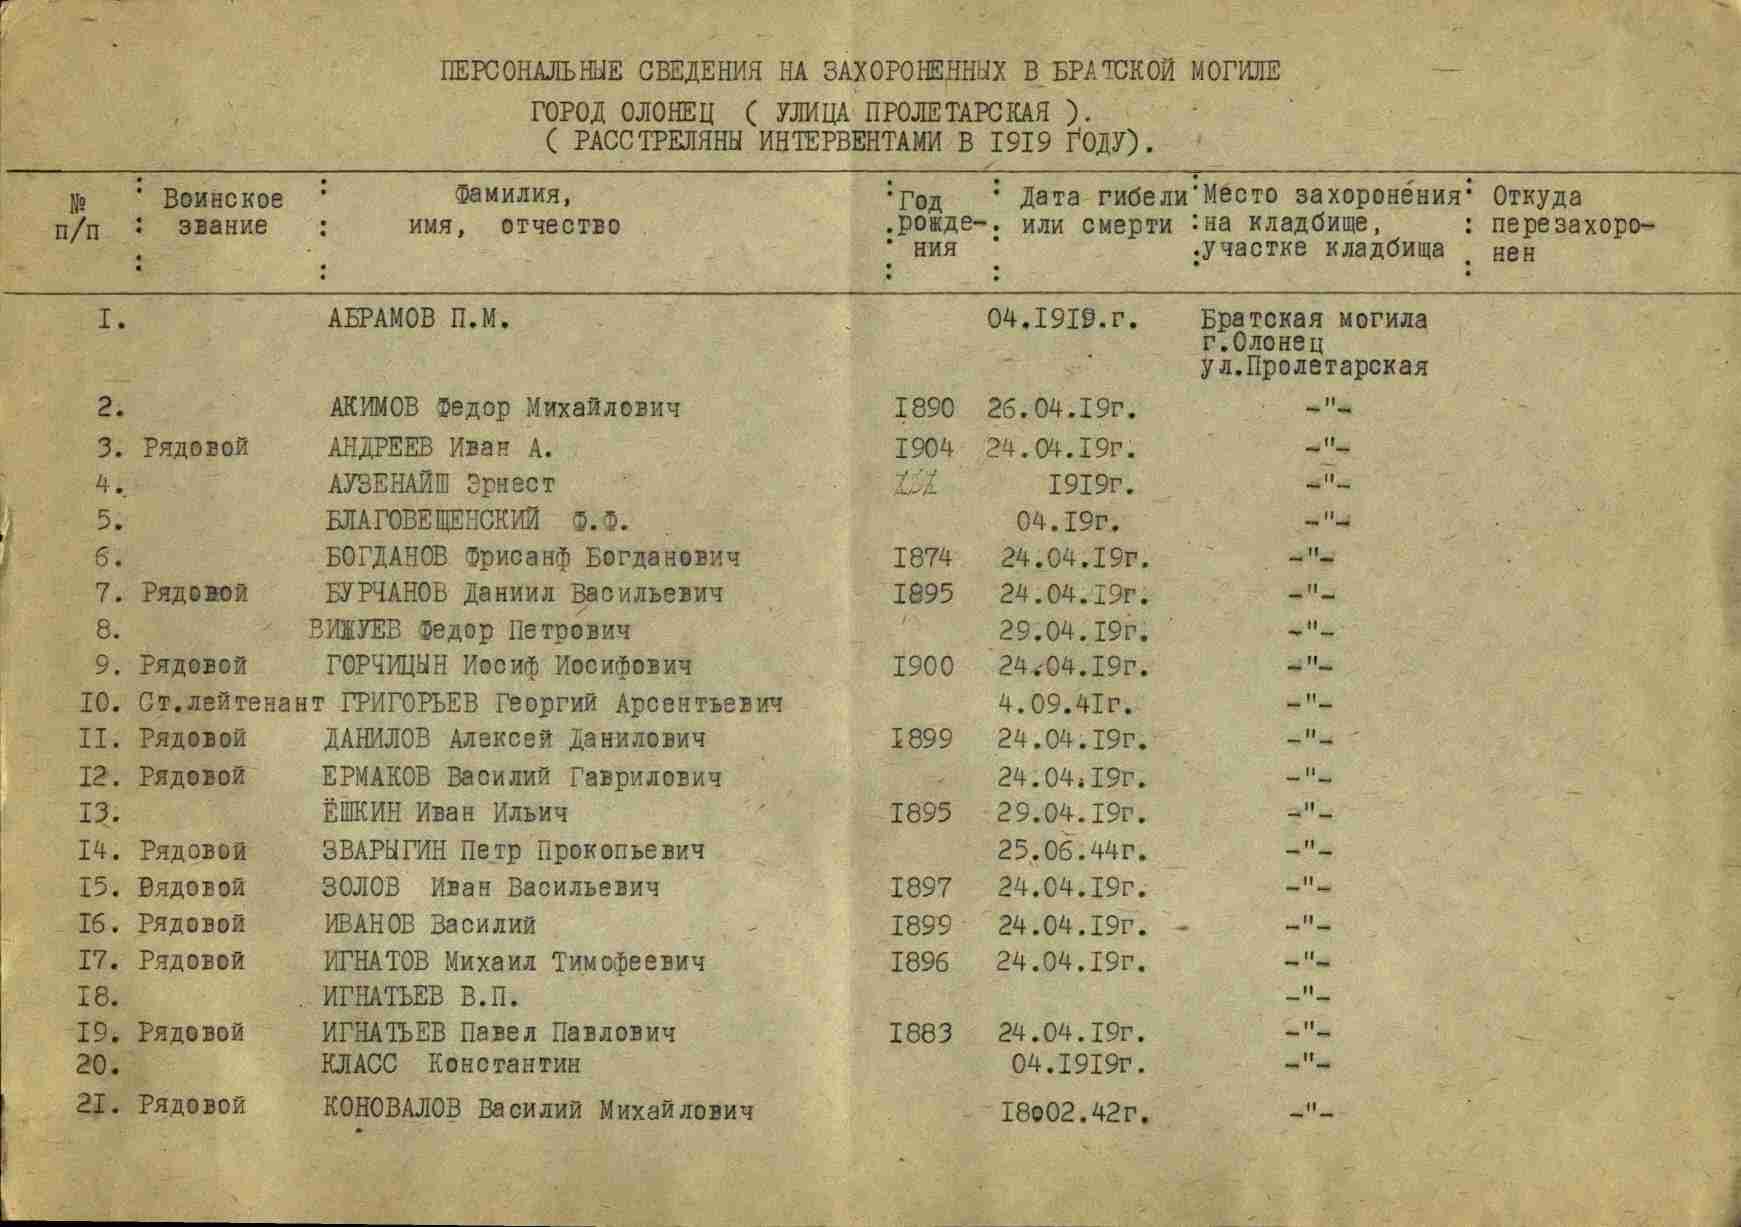 ПЕРСОНАЛЬНЫЕ СВЕДЕНИЯ НА ЗАХОРОНЕННЫХ В БРАТСКОЙ МОГИЛЕ
ГОРОД ОЛОНЕЦ ( УЛИЦА ПРОЛЕТАРСКАЯ ).
( РАССТРЕЛЯНЫ ИНТЕРВЕНТАМИ В 1919 ГОДУ).
№ п/п : Воинское звание : Фамилия, имя, отчество : Год рожде-ния : Дата гибели или смерти : Место захоронения на кладбище, участке кладбища : Откуда перезахоро-нен
I. АБРАМОВ П.М. 04.1919.г. Братская могила
г.Олонец
ул.Пролетарская
2. АКИМОВ Федор Михайлович 1890 26.04.19г. -"-
3. Рядовой АНДРЕЕВ Иван А. 1904 24.04.19г. -"-
4. АУЗЕНАЙШ Эрнест 1919г. -"-
5. БЛАГОВЕЩЕНСКИЙ Ф.Ф. 04.19г. -"-
6. БОГДАНОВ Фрисанф Богданович 1874 24.04.19г. -"-
7. Рядовой БУРЧАНОВ Даниил Васильевич 1895 24.04.19г. -"-
8. ВИЖУЕВ Федор Петрович 29.04.19г. -"-
9. Рядовой ГОРЧИЦЫН Иосиф Иосифович 1900 24.04.19г. -"-
10. Ст.лейтенант ГРИГОРЬЕВ Георгий Арсентьевич 4.09.41г. -"-
11. Рядовой ДАНИЛОВ Алексей Данилович 1899 24.04.19г. -"-
12. Рядовой ЕРМАКОВ Василий Гаврилович 24.04.19г. -"-
13. ЁШКИН Иван Ильич 1895 29.04.19г. -"-
14. Рядовой ЗВАРЫГИН Петр Прокопьевич 25.06.44г. -"-
15. Рядовой ЗОЛОВ Иван Васильевич 1897 24.04.19г. -"-
16. Рядовой ИВАНОВ Василий 1899 24.04.19г. -"-
17. Рядовой ИГНАТОВ Михаил Тимофеевич 1896 24.04.19г. -"-
18. ИГНАТЬЕВ В.П. -"-
19. Рядовой ИГНАТЬЕВ Павел Павлович 1883 24.04.19г. -"-
20. КЛАСС Константин 04.1919г. -"-
21. Рядовой КОНОВАЛОВ Василий Михайлович 18.02.42г. -"-